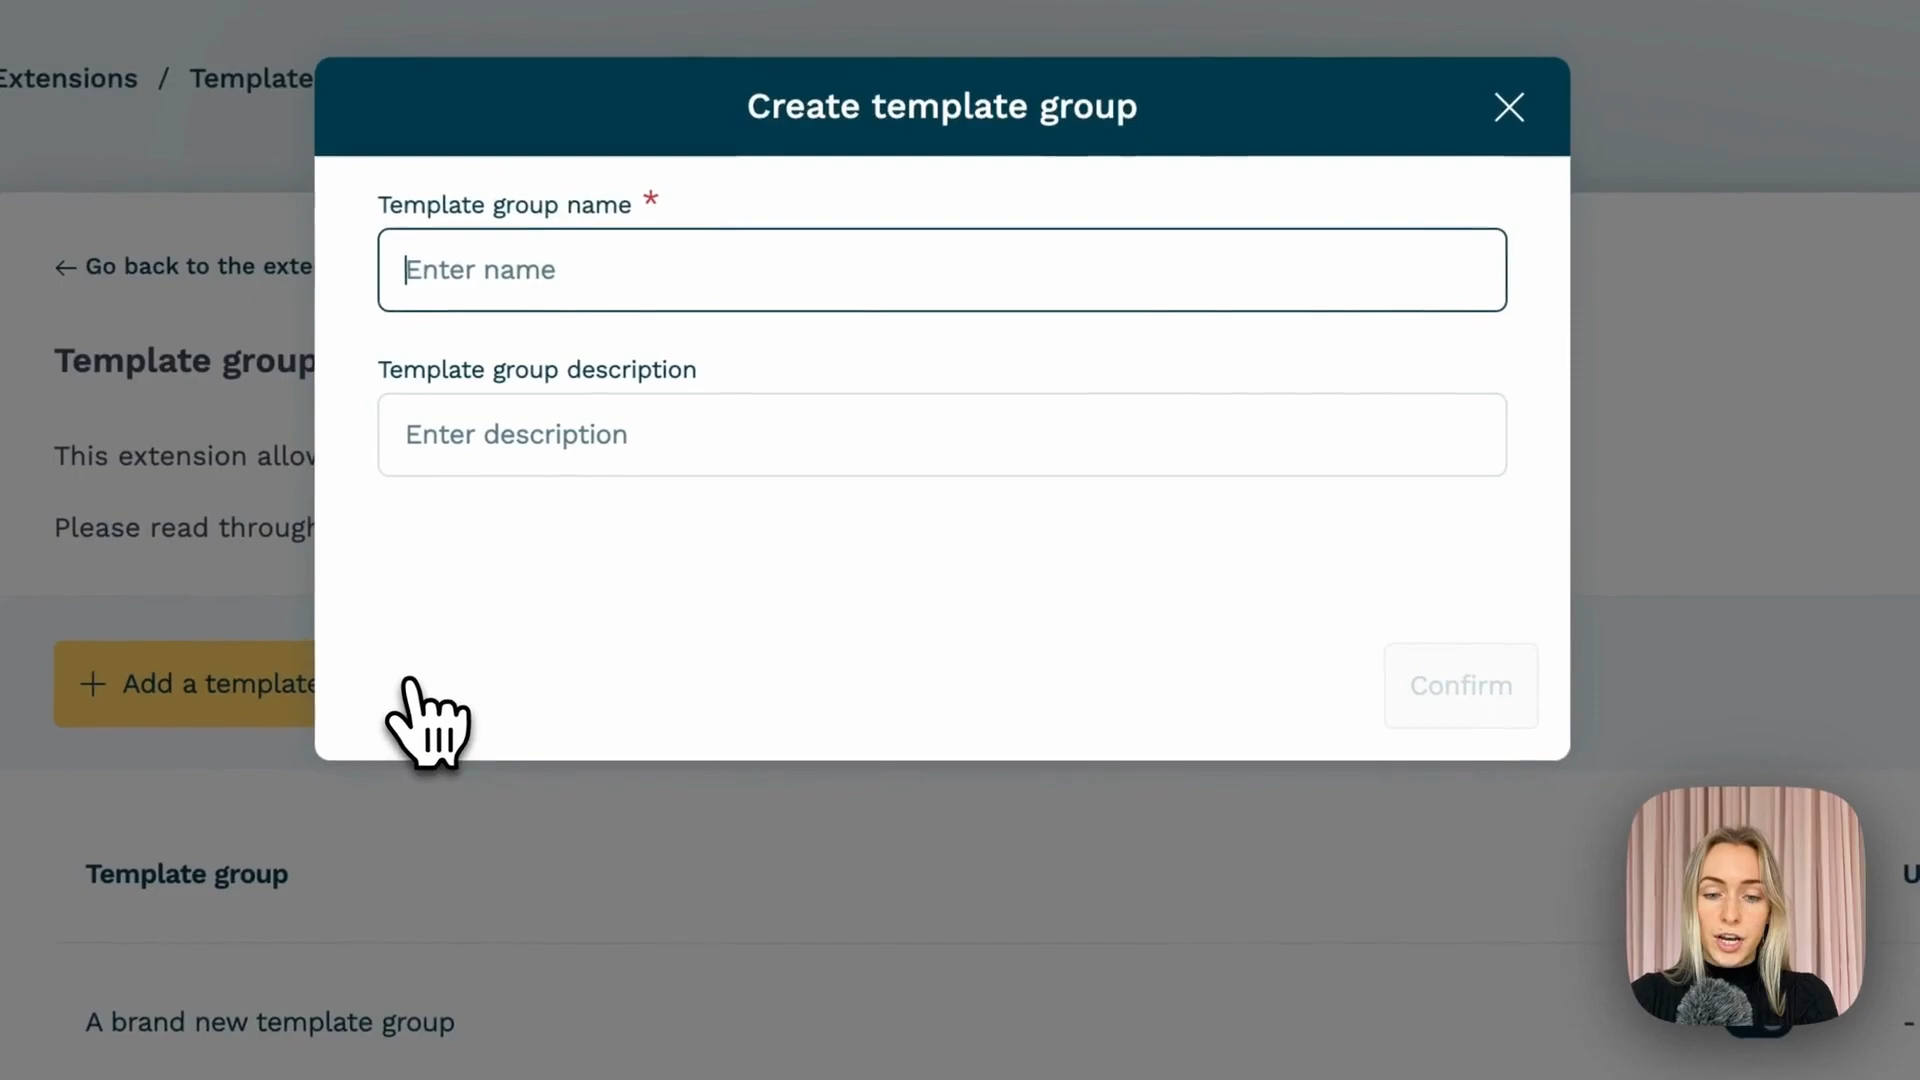 Extensions / Template
Create template group
Template group name *
Enter name
← Go back to the exte
Template group
Template group description
Enter description
This extension allow
Please read through
+ Add a template
Confirm
Template group
U
A brand new template group
-